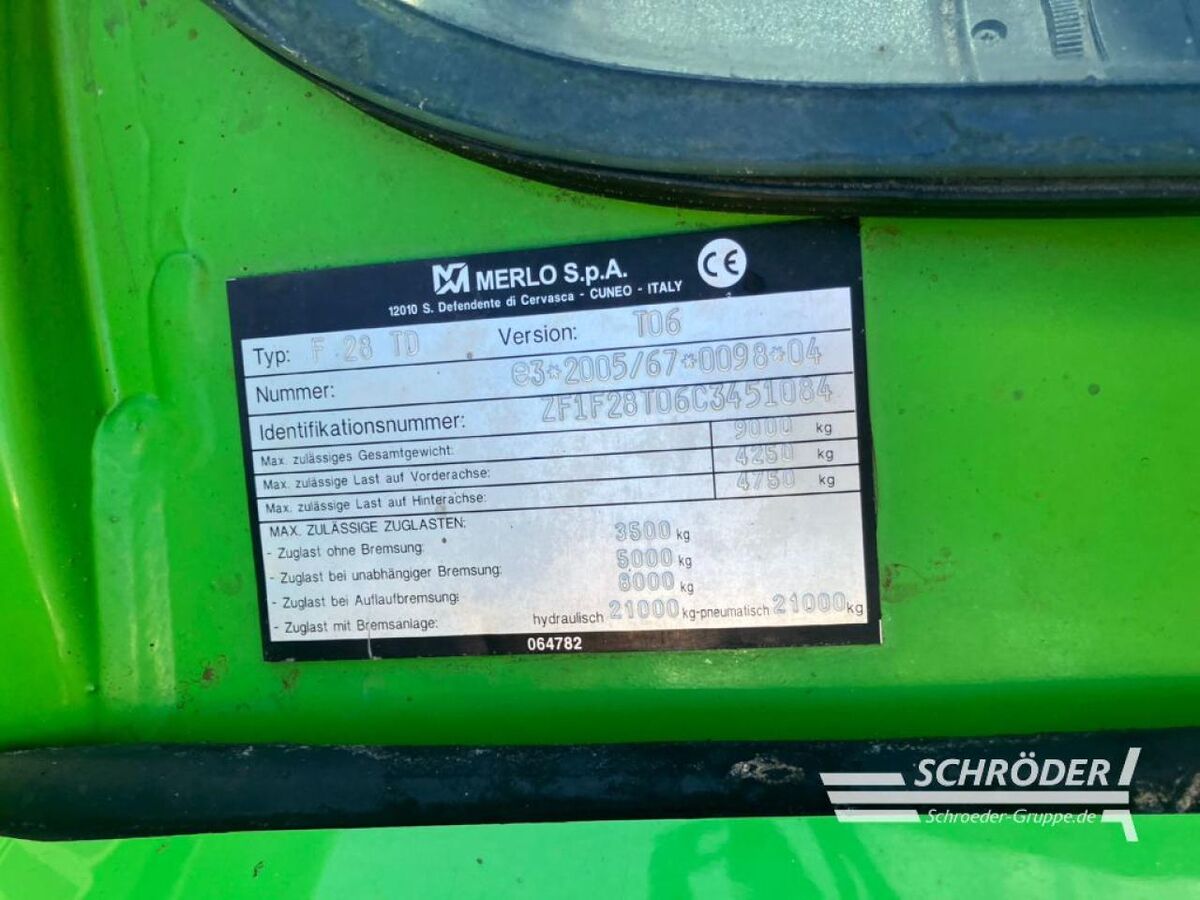 MERLO S.p.A.
CE
12010 S. Defendente di Cervasca - CUNEO - ITALY
Typ: F 28 TD Version: T06
Nummer: e3*2005/67*0098*04
Identifikationsnummer: ZF1F28T06C3451084
Max. zulässiges Gesamtgewicht: 9000 kg
Max. zulässige Last auf Vorderachse: 4250 kg
Max. zulässige Last auf Hinterachse: 4750 kg
MAX. ZULÄSSIGE ZUGLASTEN:
- Zuglast ohne Bremsung: 3500 kg
- Zuglast bei unabhängiger Bremsung: 5000 kg
- Zuglast bei Auflaufbremsung: 8000 kg
- Zuglast mit Bremsanlage: hydraulisch 21000 kg-pneumatisch 21000 kg
064782
SCHRÖDER
Schroeder-Gruppe.de